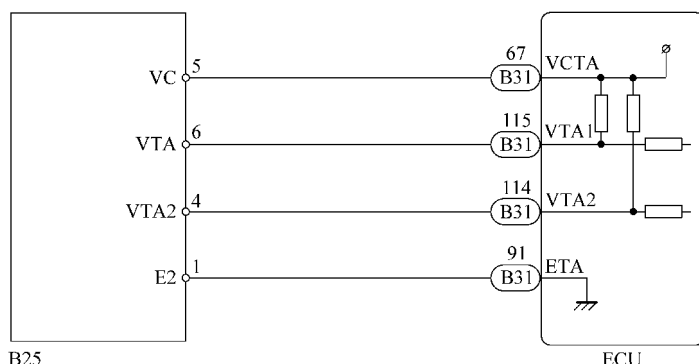 67
VC 5 B31 VCTA
115
VTA 6 B31 VTA1
114
VTA2 4 B31 VTA2
91
E2 1 B31 ETA
B25 ECU